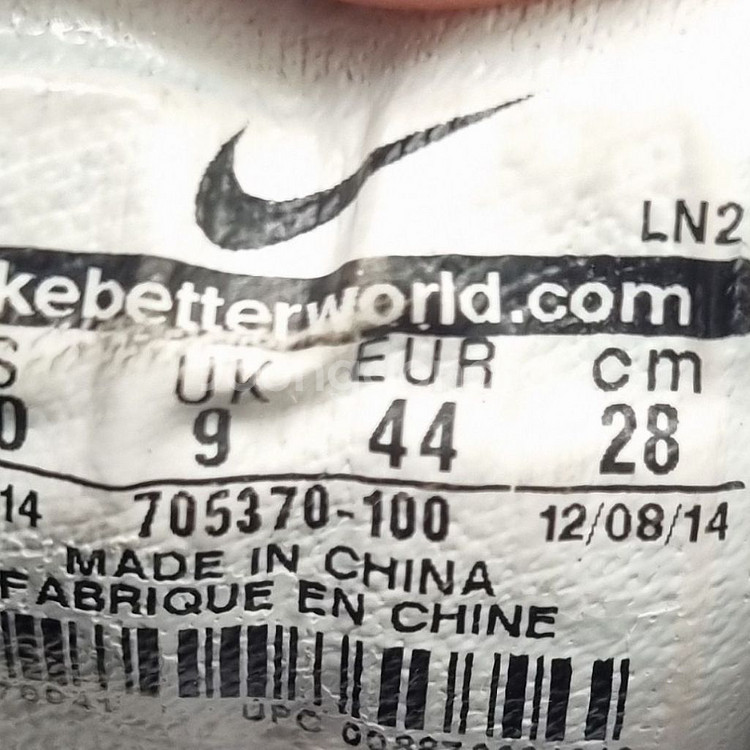 LN2
kebetterworld.com
S UK EUR cm
0 9 44 28
14 705370-100 12/08/14
MADE IN CHINA
FABRIQUE EN CHINE
UPC